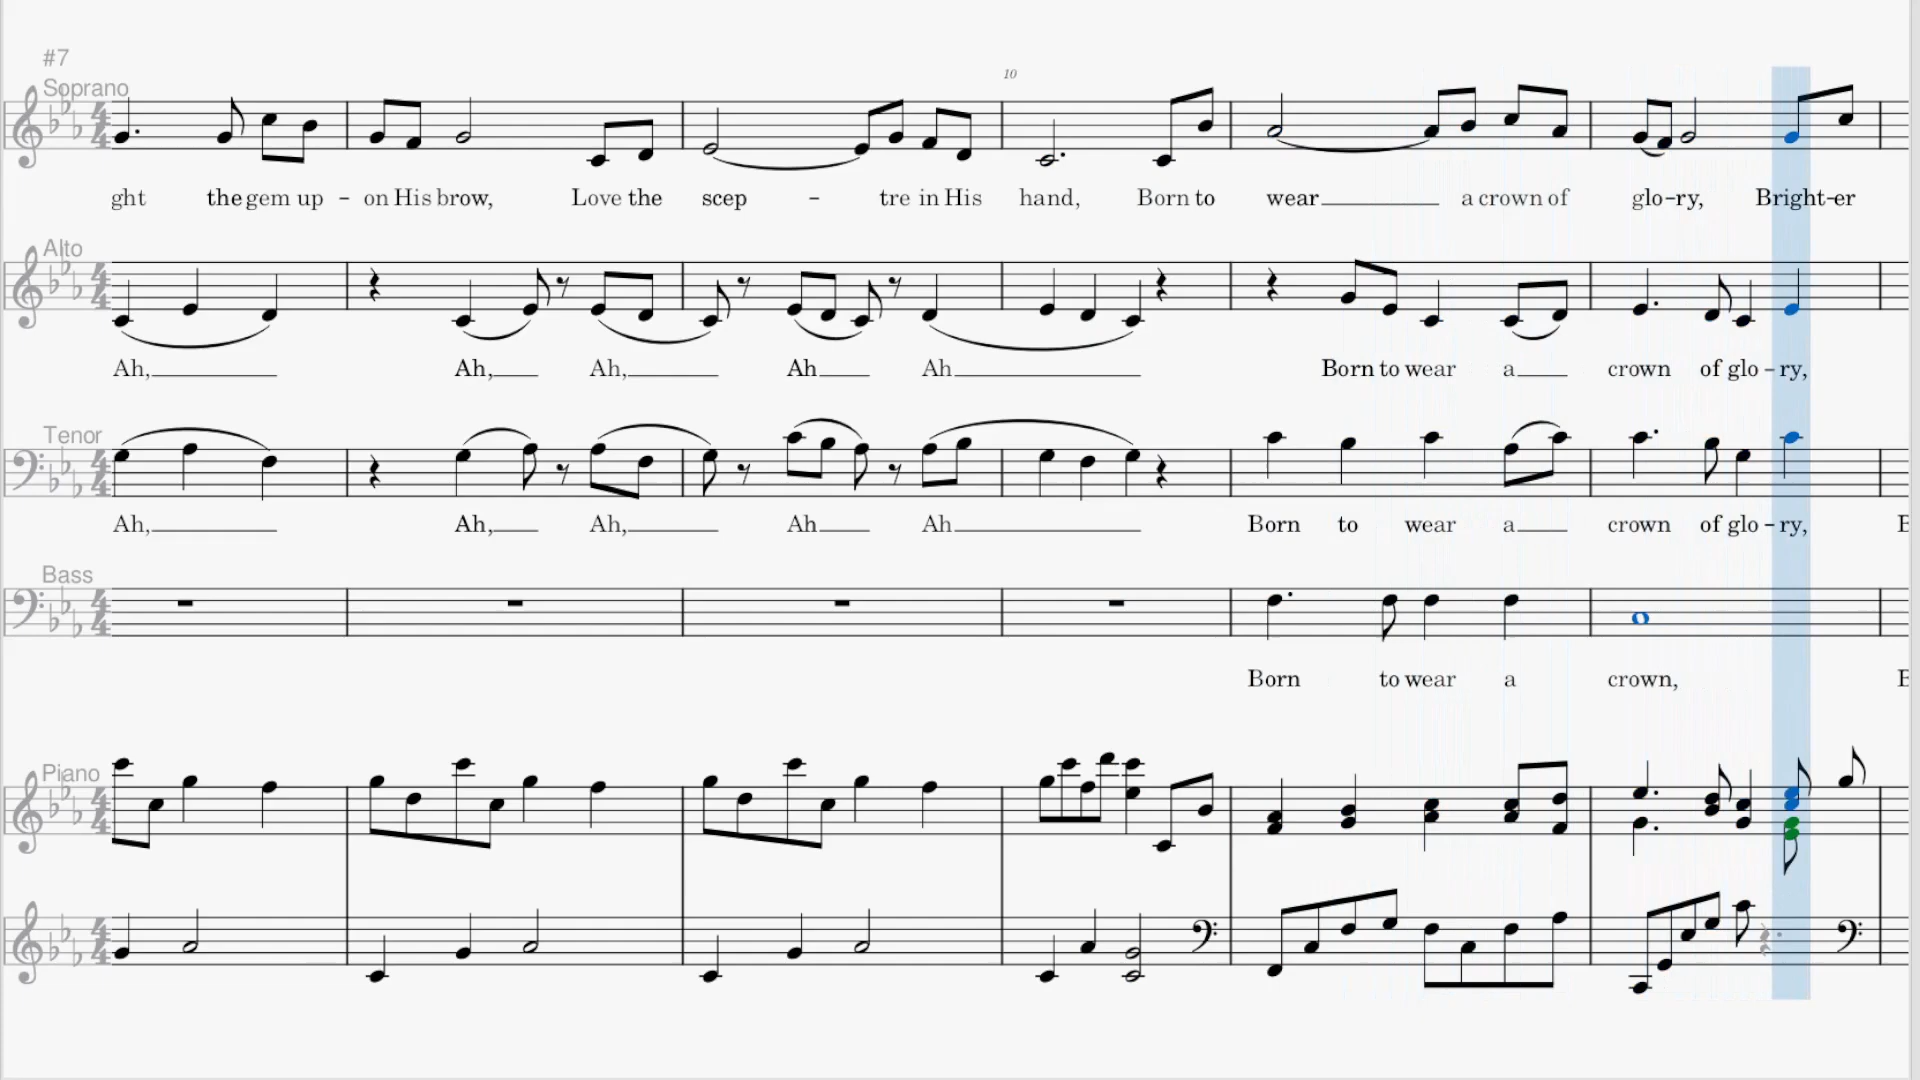 #7
Soprano
10
ght the gem up - on His brow, Love the scep - tre in His hand, Born to wear a crown of glo-ry, Bright-er
Alto
Ah, Ah, Ah, Ah Ah Born to wear a crown of glo-ry,
Tenor
Ah, Ah, Ah, Ah Ah Born to wear a crown of glo-ry, B
Bass
Born to wear a crown, B
Piano